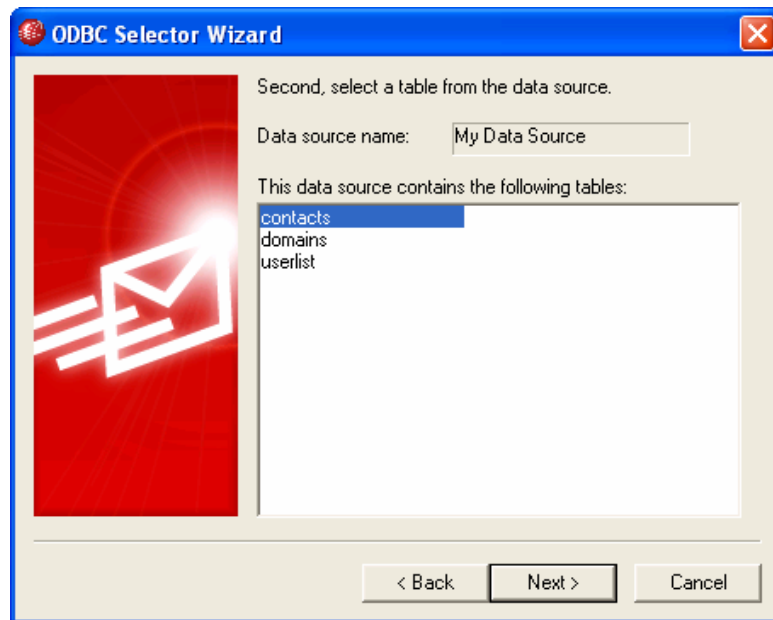 ODBC Selector Wizard
Second, select a table from the data source.
Data source name: My Data Source
This data source contains the following tables:
contacts
domains
userlist
< Back Next > Cancel